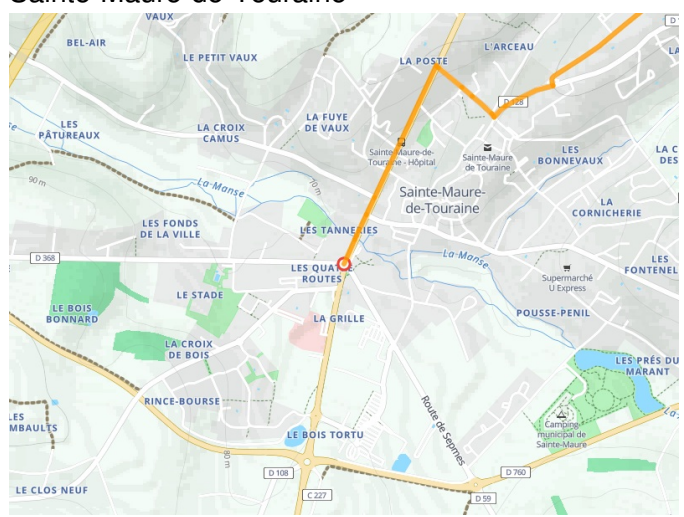 Sainte-Maure-de-Touraine
VAUX
BEL-AIR
LE PETIT VAUX
LA POSTE
L'ARCEAU
D 128
LES
PÂTUREAUX
LA CROIX
CAMUS
LA FUYE
DE VAUX
Sainte-Maure-de-
Touraine - Hôpital
Sainte-Maure
de Touraine
LES
BONNEVAUX
90 m
La Manse
70 m
Sainte-Maure-
de-Touraine
LA
CORNICHERIE
LES FONDS
DE LA VILLE
LES TANNERIES
D 368
LES QUATRE
ROUTES
La Manse
Supermarché
U Express
LES
LE STADE
LE BOIS
BONNARD
LA GRILLE
POUSSE-PENIL
LA CROIX
DE BOIS
LES PRÉS DU
MARANT
RINCE-BOURSE
Route de Sepmes
LES
LE BOIS TORTU
Camping
municipal de
Sainte-Maure
80 m
D 108
D 760
LE CLOS NEUF
C 227
D 59